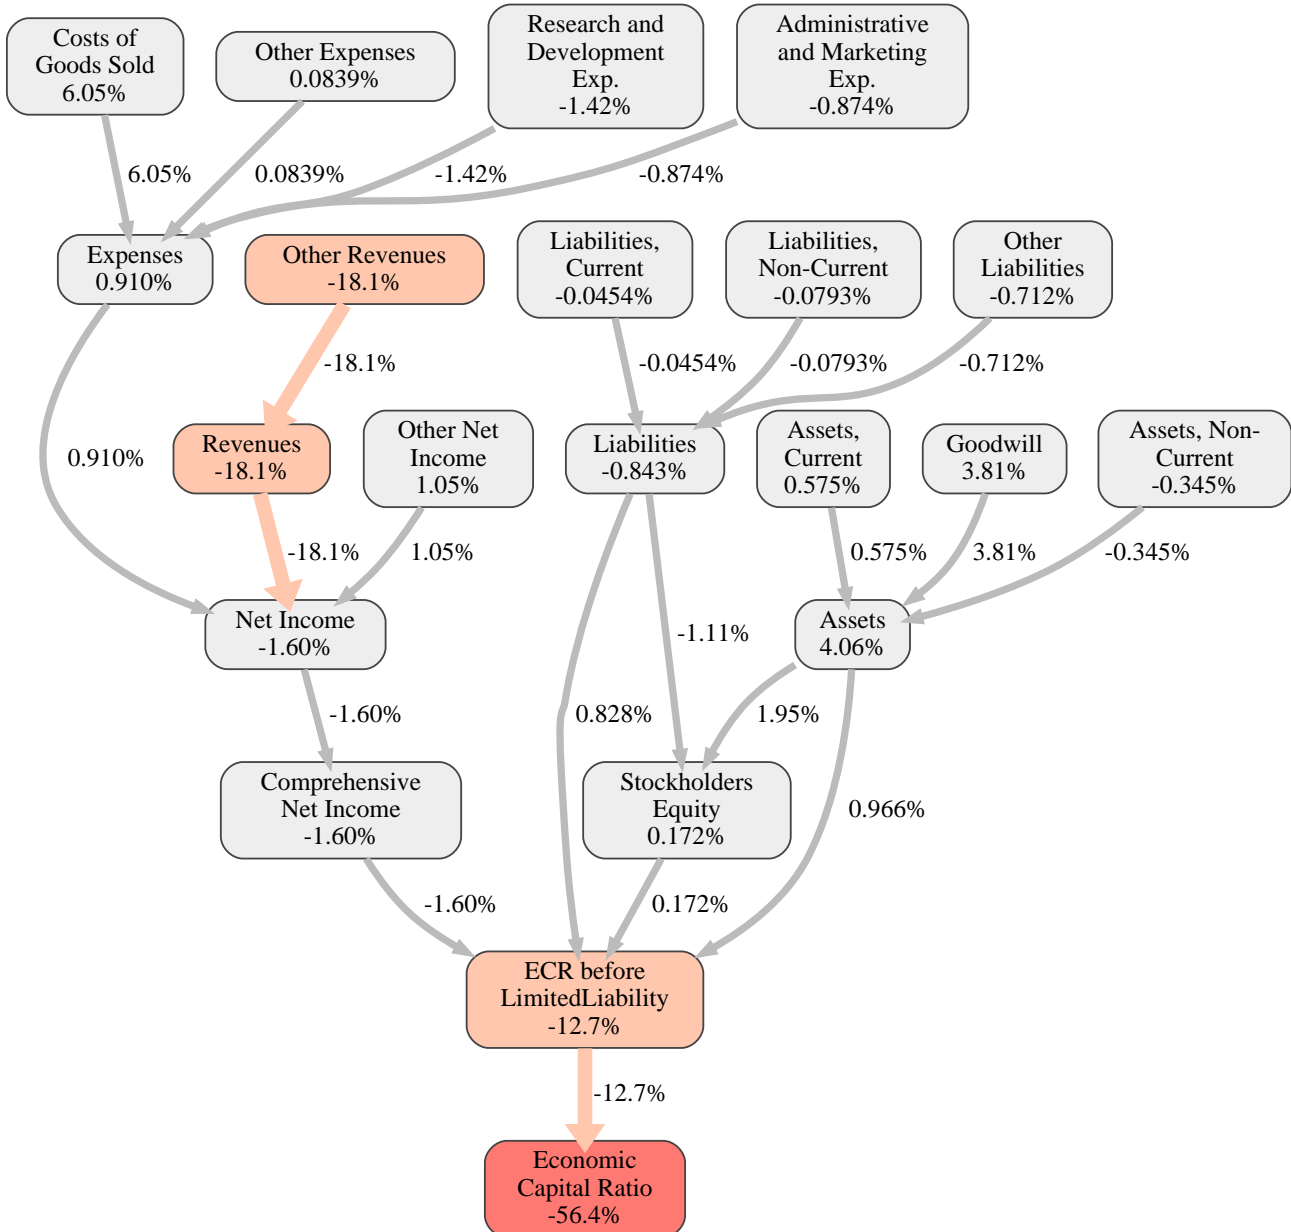 Costs of
Goods Sold
6.05%
Other Expenses
0.0839%
Research and
Development
Exp.
-1.42%
Administrative
and Marketing
Exp.
-0.874%
6.05%
0.0839%
-1.42%
-0.874%
Expenses
0.910%
Other Revenues
-18.1%
Liabilities,
Current
-0.0454%
Liabilities,
Non-Current
-0.0793%
Other
Liabilities
-0.712%
-18.1%
-0.0454%
-0.0793%
-0.712%
0.910%
Revenues
-18.1%
Other Net
Income
1.05%
Liabilities
-0.843%
Assets,
Current
0.575%
Goodwill
3.81%
Assets, Non-
Current
-0.345%
-18.1%
1.05%
0.575%
3.81%
-0.345%
Net Income
-1.60%
-1.11%
Assets
4.06%
-1.60%
0.828%
1.95%
Comprehensive
Net Income
-1.60%
Stockholders
Equity
0.172%
0.966%
-1.60%
0.172%
ECR before
LimitedLiability
-12.7%
-12.7%
Economic
Capital Ratio
-56.4%